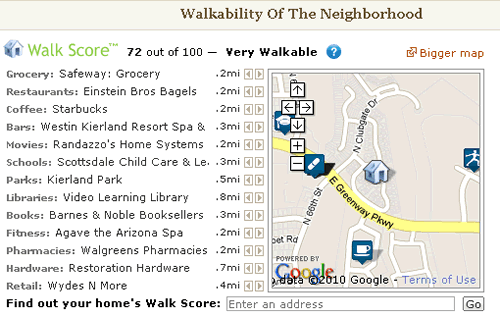 Walkability Of The Neighborhood
Walk Score™ 72 out of 100 — Very Walkable ? Bigger map
Grocery: Safeway: Grocery .2mi
Restaurants: Einstein Bros Bagels .2mi
Coffee: Starbucks .2mi
Bars: Westin Kierland Resort Spa & .3mi
Movies: Randazzo's Home Systems .2mi
Schools: Scottsdale Child Care & Le. .3mi
Parks: Kierland Park .5mi
Libraries: Video Learning Library .8mi
Books: Barnes & Noble Booksellers .3mi
Fitness: Agave the Arizona Spa .2mi
Pharmacies: Walgreens Pharmacies .2mi
Hardware: Restoration Hardware .7mi
Retail: Wydes N More .4mi
N Clubgate Dr
E Greenway Pkwy
N 66th St
bet Rd
POWERED BY
Google
data ©2010 Google - Terms of Use
Find out your home's Walk Score: Enter an address Go